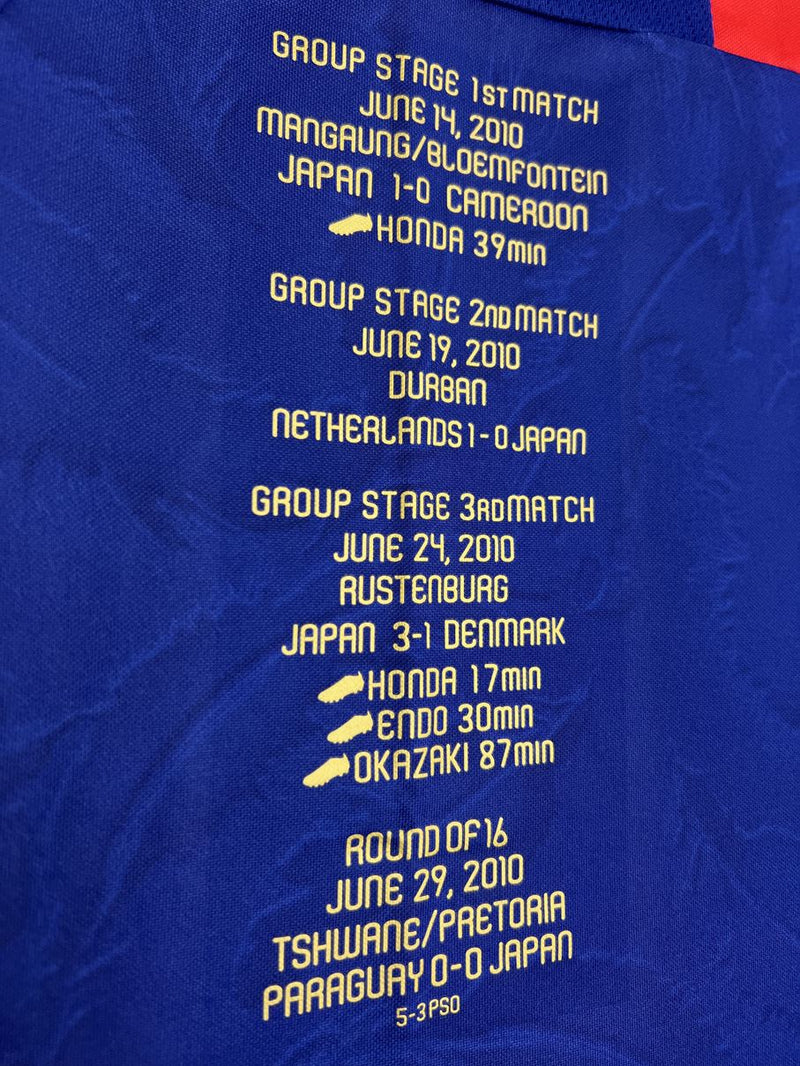 GROUP STAGE 1ST MATCH
JUNE 14, 2010
MANGAUNG/BLOEMFONTEIN
JAPAN 1-0 CAMEROON
HONDA 39min
GROUP STAGE 2ND MATCH
JUNE 19, 2010
DURBAN
NETHERLANDS 1-0 JAPAN
GROUP STAGE 3RD MATCH
JUNE 24, 2010
RUSTENBURG
JAPAN 3-1 DENMARK
HONDA 17min
ENDO 30min
OKAZAKI 87min
ROUND OF 16
JUNE 29, 2010
TSHWANE/PRETORIA
PARAGUAY 0-0 JAPAN
5-3 PSO